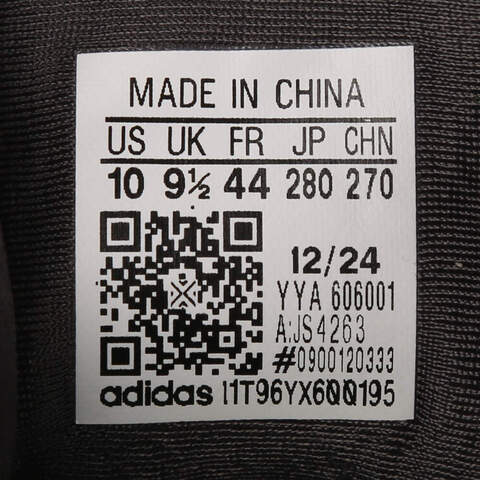 MADE IN CHINA
US UK FR JP CHN
10 9½ 44 280 270
12/24
YYA 606001
A:JS4263
#0900120333
adidas 11T96YX6QQ195